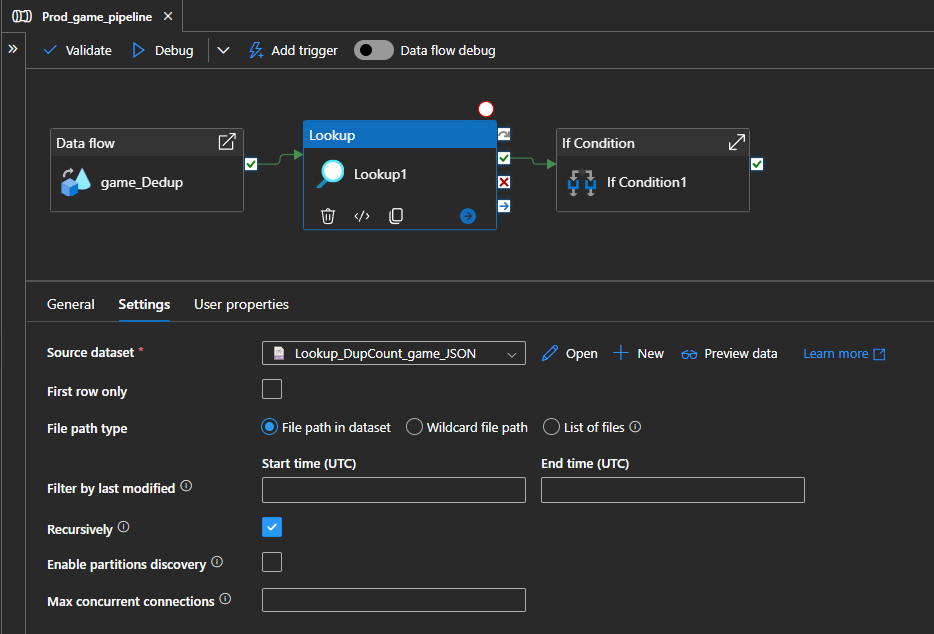 Prod_game_pipeline
Validate Debug Add trigger Data flow debug
Data flow
game_Dedup
Lookup
Lookup1
If Condition
If Condition1
General Settings User properties
Source dataset * Lookup_DupCount_game_JSON Open New Preview data Learn more
First row only
File path type File path in dataset Wildcard file path List of files
Start time (UTC) End time (UTC)
Filter by last modified
Recursively
Enable partitions discovery
Max concurrent connections